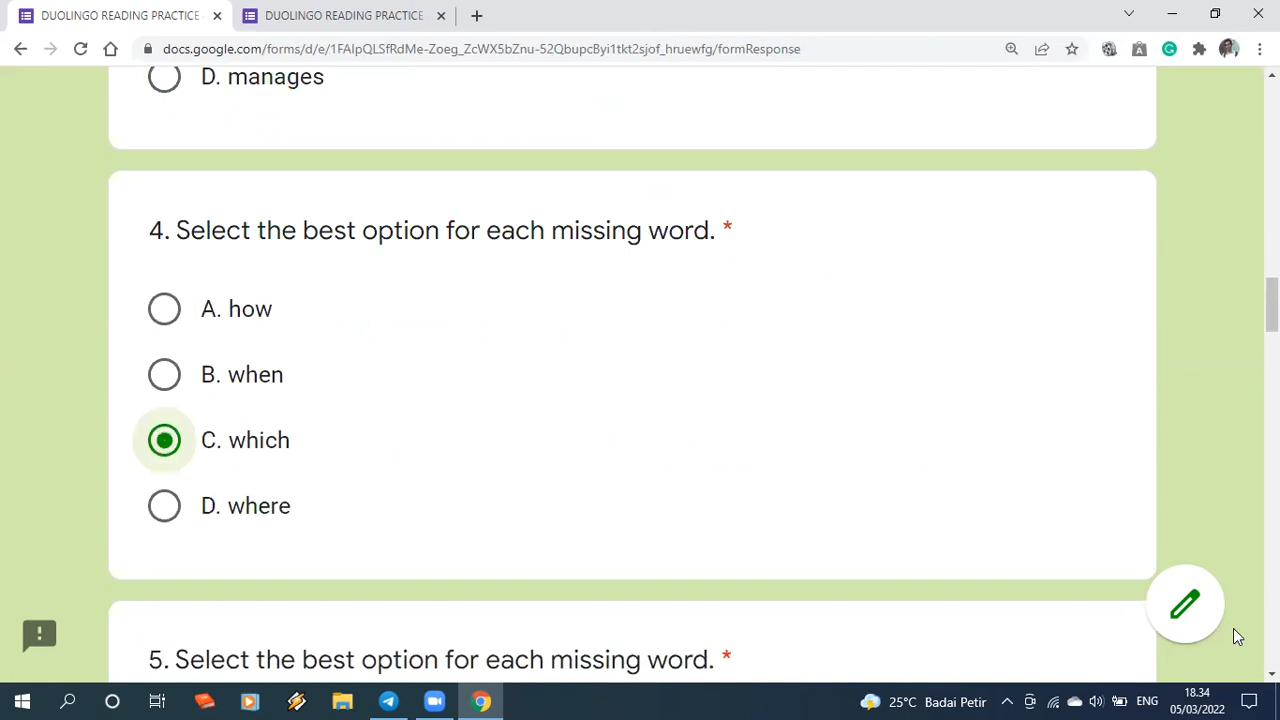 DUOLINGO READING PRACTICE
DUOLINGO READING PRACTICE
docs.google.com/forms/d/e/1FAIpQLSfRdMe-Zoeg_ZcWX5bZnu-52QbupcByi1tkt2sjof_hruewfg/formResponse
D. manages
4. Select the best option for each missing word. *
A. how
B. when
C. which
D. where
5. Select the best option for each missing word. *
25°C Badai Petir
ENG
18.34
05/03/2022